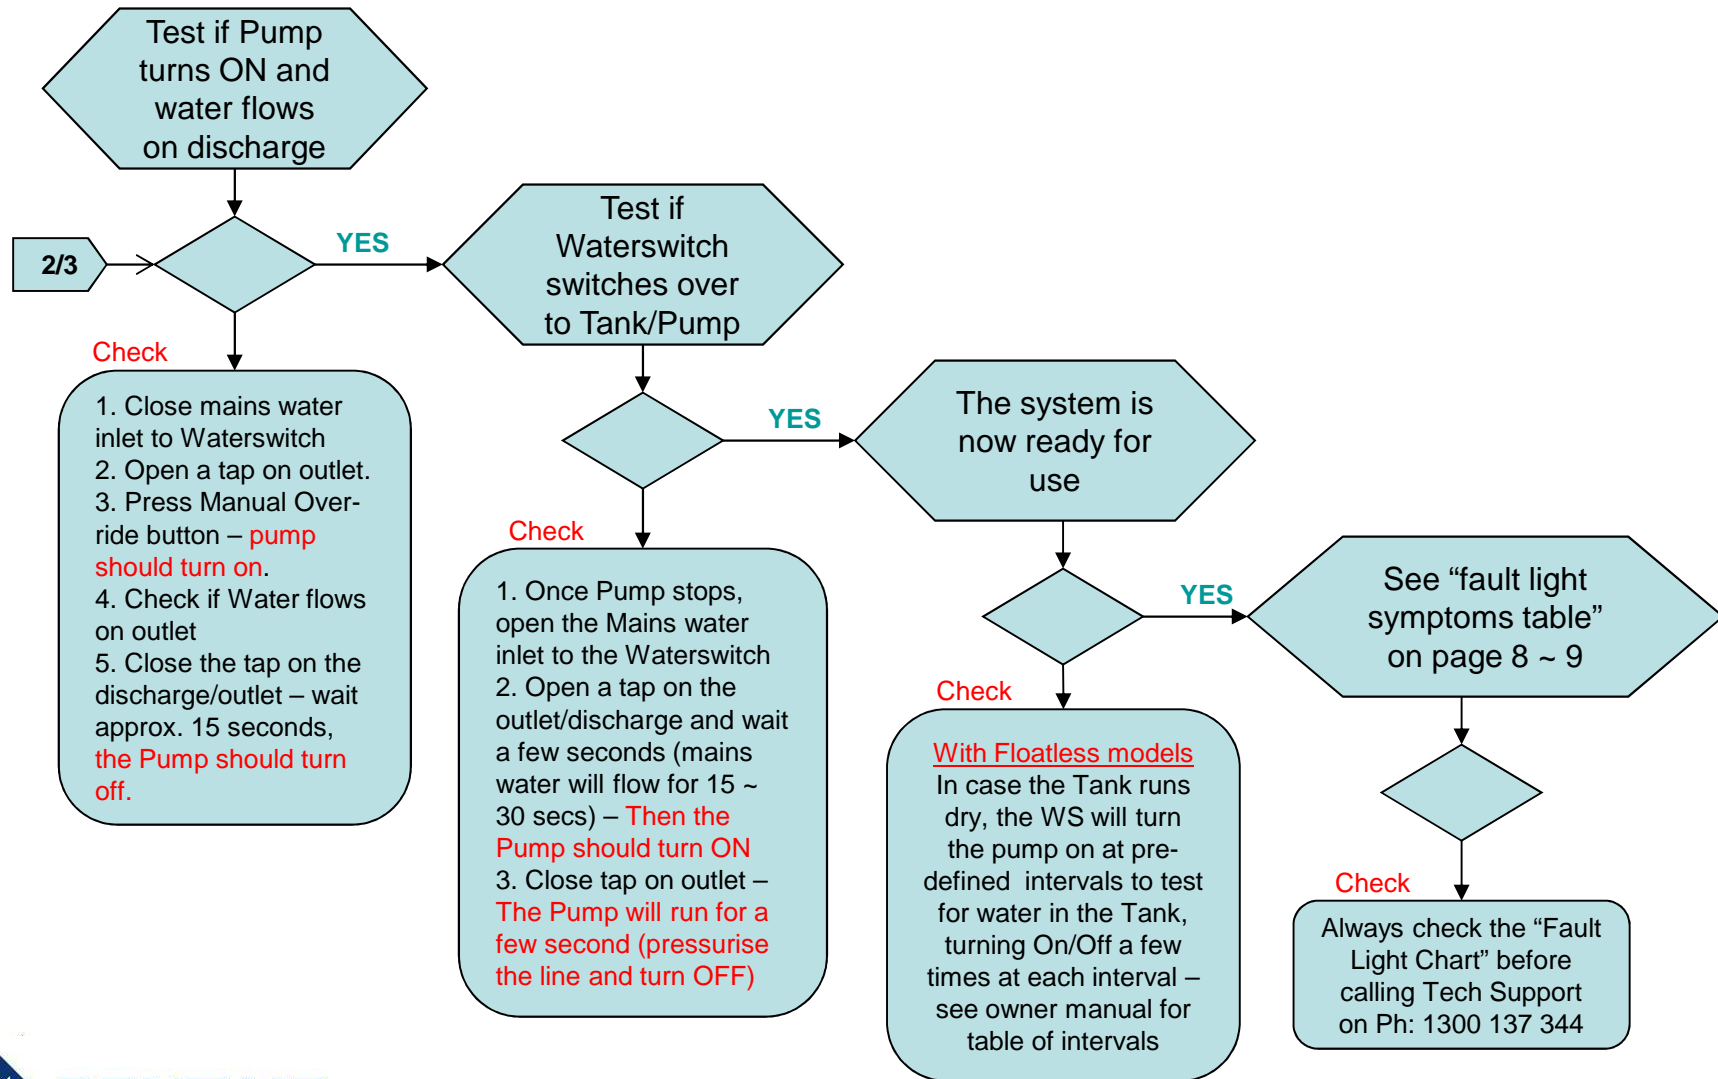 Test if Pump
turns ON and
water flows
on discharge
2/3
YES
Check
1. Close mains water
inlet to Waterswitch
2. Open a tap on outlet.
3. Press Manual Over-
ride button – pump
should turn on.
4. Check if Water flows
on outlet
5. Close the tap on the
discharge/outlet – wait
approx. 15 seconds,
the Pump should turn
off.
Test if
Waterswitch
switches over
to Tank/Pump
YES
Check
1. Once Pump stops,
open the Mains water
inlet to the Waterswitch
2. Open a tap on the
outlet/discharge and wait
a few seconds (mains
water will flow for 15 ~
30 secs) – Then the
Pump should turn ON
3. Close tap on outlet –
The Pump will run for a
few second (pressurise
the line and turn OFF)
The system is
now ready for
use
YES
Check
With Floatless models
In case the Tank runs
dry, the WS will turn
the pump on at pre-
defined  intervals to test
for water in the Tank,
turning On/Off a few
times at each interval –
see owner manual for
table of intervals
See “fault light
symptoms table”
on page 8 ~ 9
Check
Always check the “Fault
Light Chart” before
calling Tech Support
on Ph: 1300 137 344